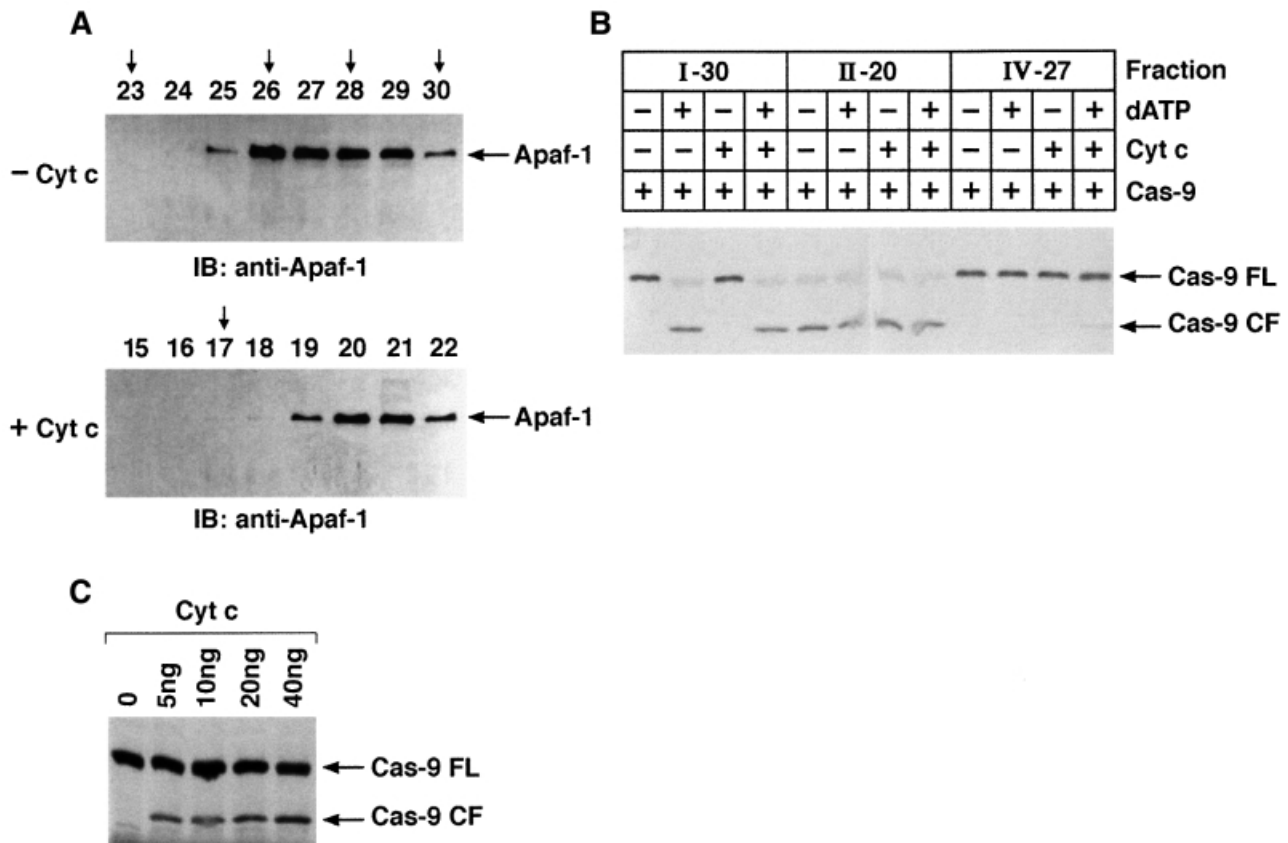 A
23 24 25 26 27 28 29 30
− Cyt c
Apaf-1
IB: anti-Apaf-1
15 16 17 18 19 20 21 22
+ Cyt c
Apaf-1
IB: anti-Apaf-1
B
I-30 II-20 IV-27 Fraction
− + − + − + − + − + − + dATP
− − + + − − + + − − + + Cyt c
+ + + + + + + + + + + + Cas-9
Cas-9 FL
Cas-9 CF
C
Cyt c
0 5ng 10ng 20ng 40ng
Cas-9 FL
Cas-9 CF